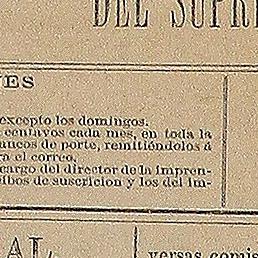 DEL SUPRE
ES
excepto los domingos.
centavos cada mes, en toda la
ancos de porte, remitiéndolos á
el correo.
cargo del director de la impren-
ibos de suscricion y los del im-
AL
versas comis